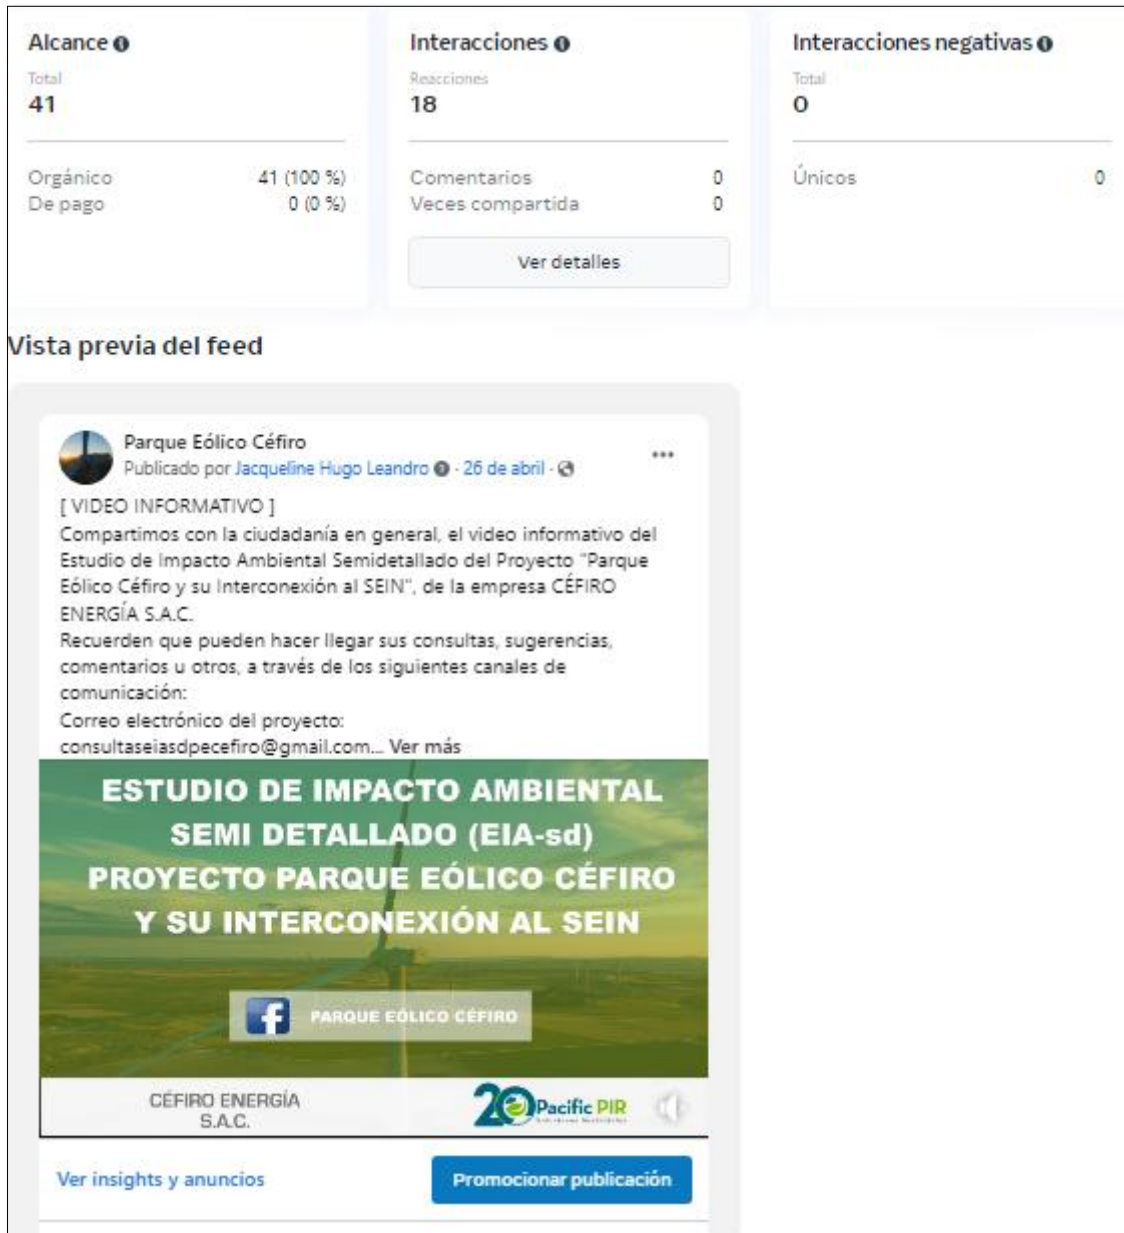 Alcance
Total
41
Orgánico 41 (100 %)
De pago 0 (0 %)
Interacciones
Reacciones
18
Comentarios 0
Veces compartida 0
Ver detalles
Interacciones negativas
Total
0
Únicos 0
Vista previa del feed
Parque Eólico Céfiro
Publicado por Jacqueline Hugo Leandro · 26 de abril ·
[ VIDEO INFORMATIVO ]
Compartimos con la ciudadanía en general, el video informativo del
Estudio de Impacto Ambiental Semidetallado del Proyecto "Parque
Eólico Céfiro y su Interconexión al SEIN", de la empresa CÉFIRO
ENERGÍA S.A.C.
Recuerden que pueden hacer llegar sus consultas, sugerencias,
comentarios u otros, a través de los siguientes canales de
comunicación:
Correo electrónico del proyecto:
consultaseiasdpecefiro@gmail.com... Ver más
ESTUDIO DE IMPACTO AMBIENTAL
SEMI DETALLADO (EIA-sd)
PROYECTO PARQUE EÓLICO CÉFIRO
Y SU INTERCONEXIÓN AL SEIN
f PARQUE EÓLICO CÉFIRO
CÉFIRO ENERGÍA
S.A.C.
20 Pacific PIR
Ver insights y anuncios
Promocionar publicación